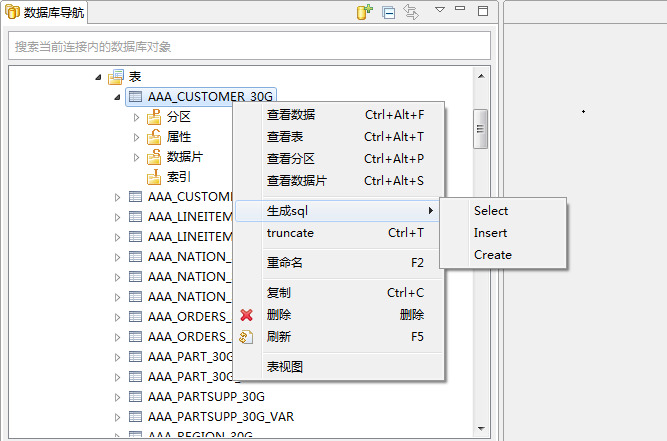 数据库导航
搜索当前连接内的数据库对象
表
AAA_CUSTOMER_30G
分区
属性
数据片
索引
AAA_CUSTOM
AAA_LINEITEM
AAA_LINEITEM
AAA_NATION_
AAA_NATION_
AAA_NATION_
AAA_ORDERS_
AAA_ORDERS_
AAA_PART_30G
AAA_PART_30G_
AAA_PARTSUPP_30G
AAA_PARTSUPP_30G_VAR
AAA_REGION_30G
查看数据 Ctrl+Alt+F
查看表 Ctrl+Alt+T
查看分区 Ctrl+Alt+P
查看数据片 Ctrl+Alt+S
生成sql
truncate Ctrl+T
重命名 F2
复制 Ctrl+C
删除 删除
刷新 F5
表视图
Select
Insert
Create